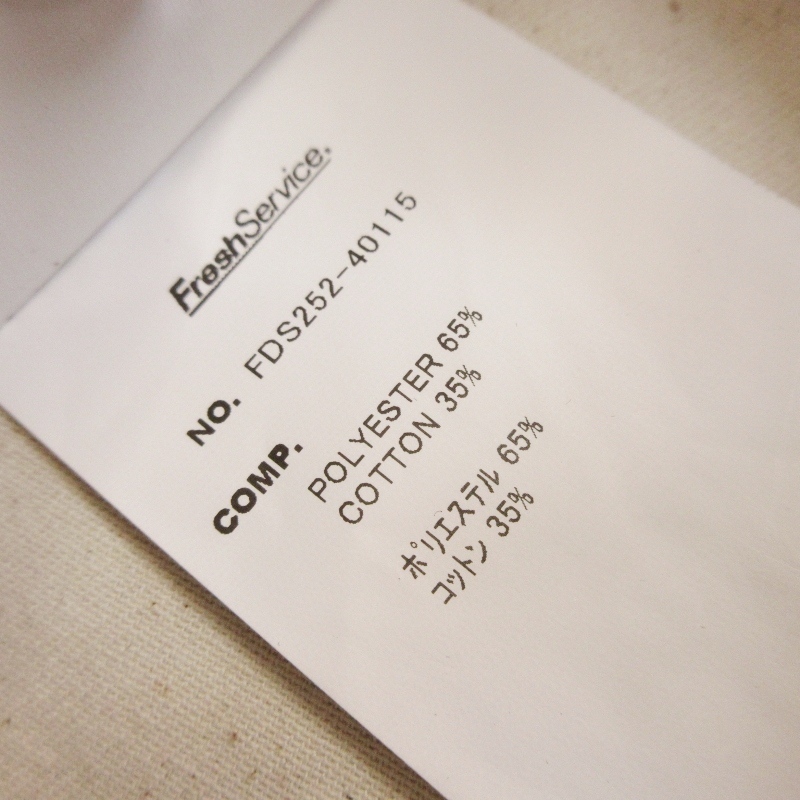 FreshService.
NO. FDS252-40115
COMP.
POLYESTER 65%
COTTON 35%
ポリエステル 65%
コットン 35%